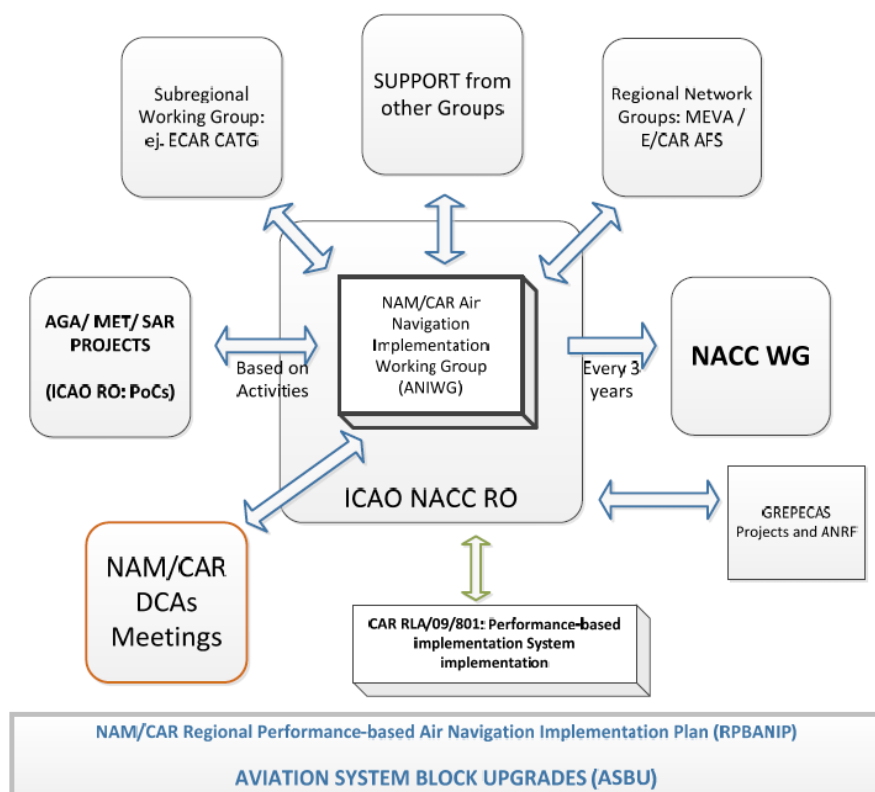 Subregional
Working Group:
ej. ECAR CATG
SUPPORT from
other Groups
Regional Network
Groups: MEVA /
E/CAR AFS
AGA/ MET/ SAR
PROJECTS
(ICAO RO: PoCs)
Based on
Activities
NAM/CAR Air
Navigation
Implementation
Working Group
(ANIWG)
Every 3
years
NACC WG
ICAO NACC RO
GREPECAS
Projects and ANRF
NAM/CAR
DCAs
Meetings
CAR RLA/09/801: Performance-based
implementation System
implementation
NAM/CAR Regional Performance-based Air Navigation Implementation Plan (RPBANIP)
AVIATION SYSTEM BLOCK UPGRADES (ASBU)